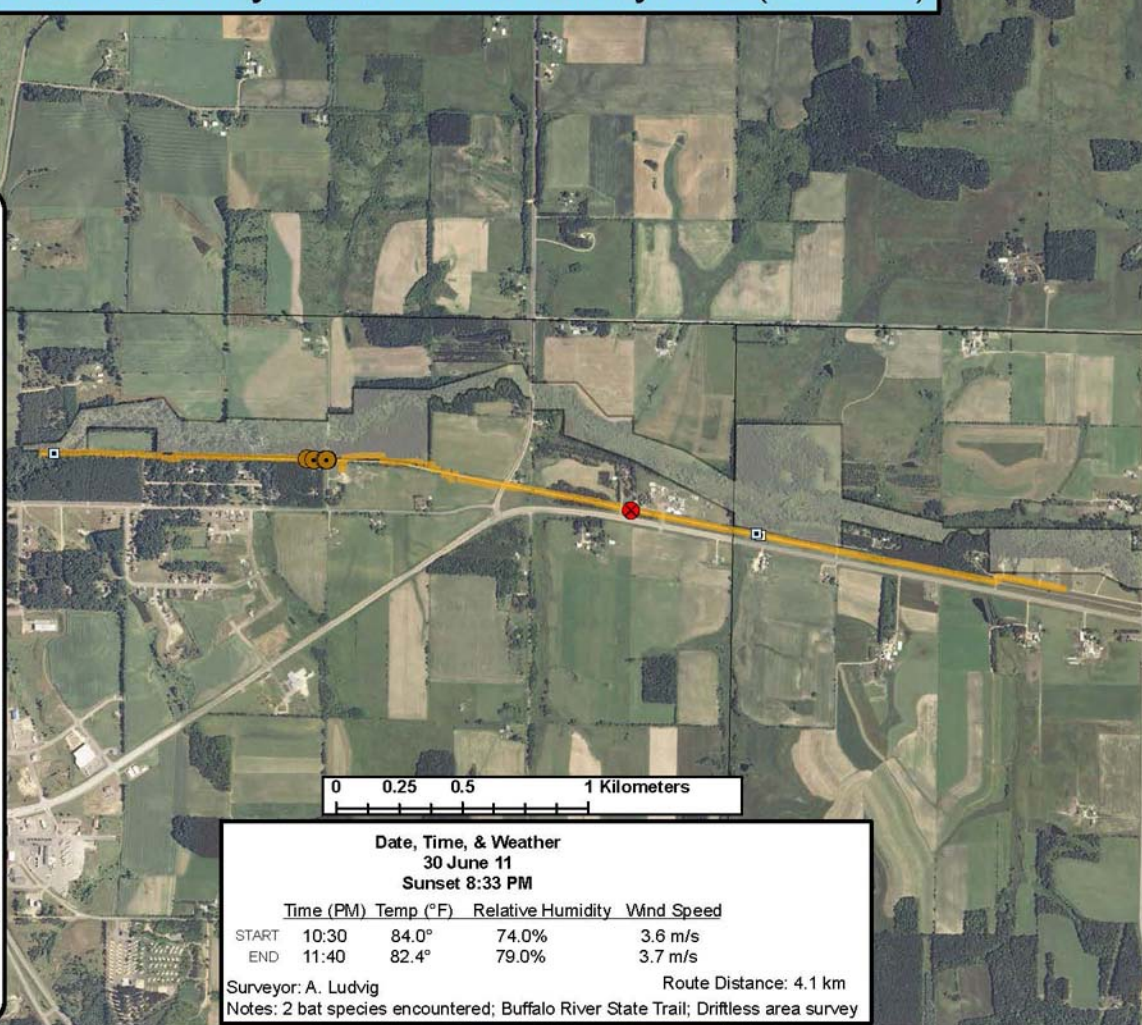 0 0.25 0.5 1 Kilometers
Date, Time, & Weather
30 June 11
Sunset 8:33 PM
Time (PM) Temp (°F) Relative Humidity Wind Speed
START 10:30 84.0° 74.0% 3.6 m/s
END 11:40 82.4° 79.0% 3.7 m/s
Surveyor: A. Ludvig Route Distance: 4.1 km
Notes: 2 bat species encountered; Buffalo River State Trail; Driftless area survey